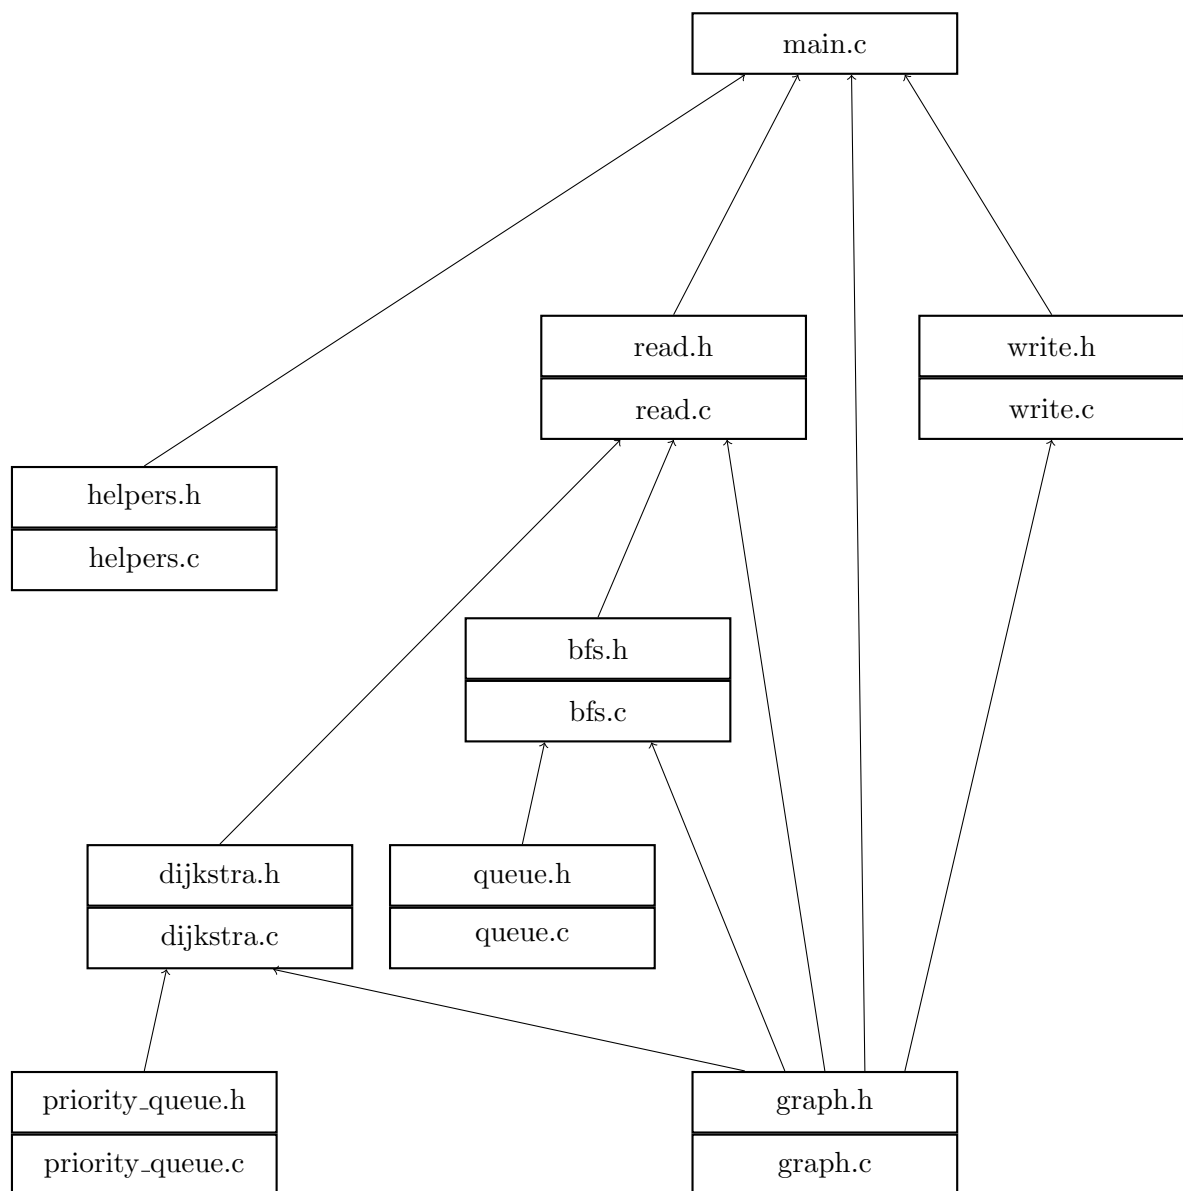 main.c
read.h
write.h
read.c
write.c
helpers.h
helpers.c
bfs.h
bfs.c
dijkstra.h
queue.h
dijkstra.c
queue.c
priority_queue.h
graph.h
priority_queue.c
graph.c